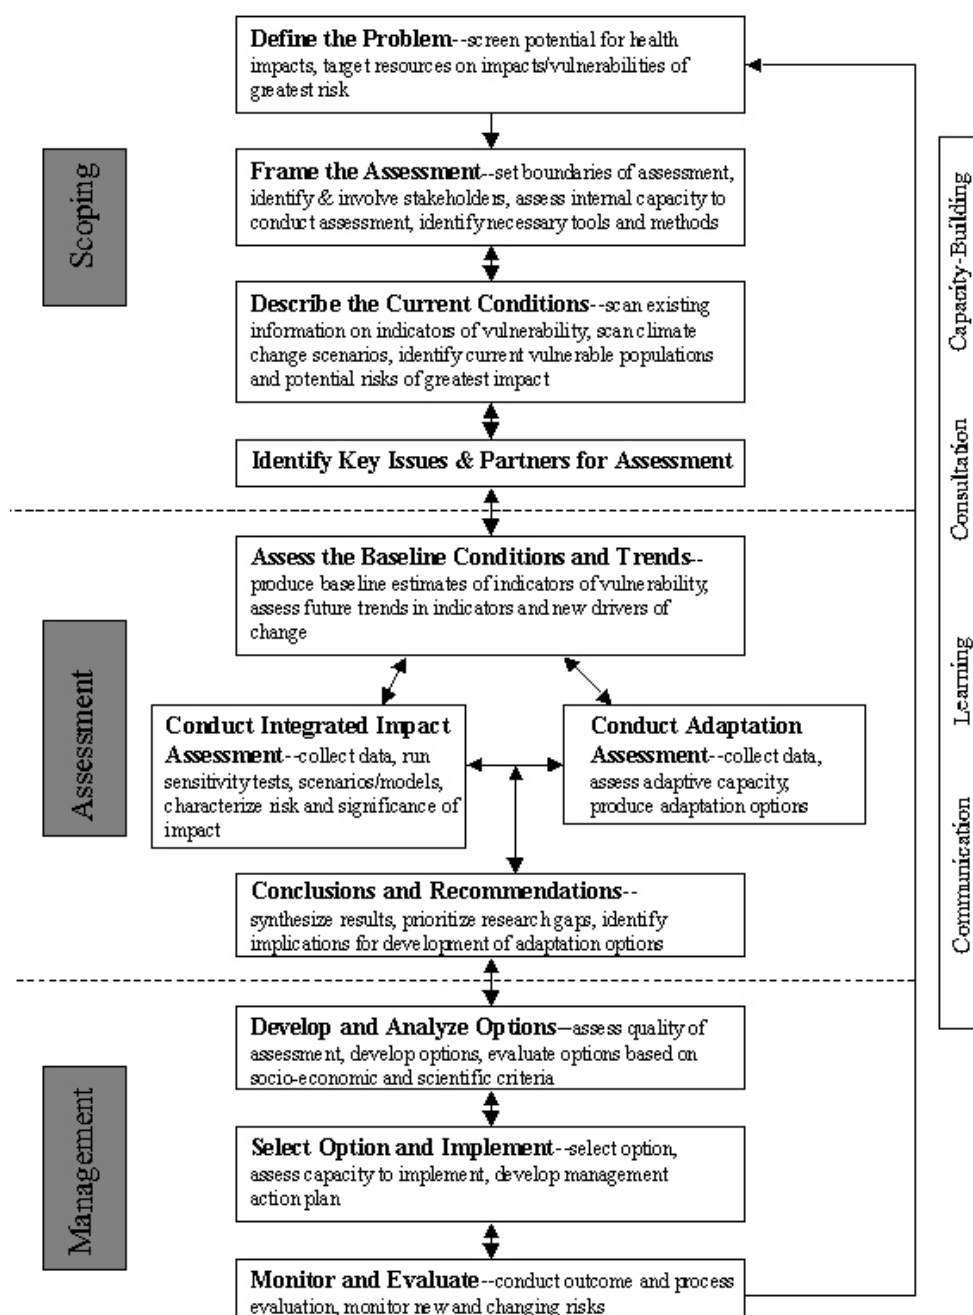 Define the Problem--screen potential for health
impacts, target resources on impacts/vulnerabilities of
greatest risk
Scoping
Frame the Assessment--set boundaries of assessment,
identify & involve stakeholders, assess internal capacity to
conduct assessment, identify necessary tools and methods
Describe the Current Conditions--scan existing
information on indicators of vulnerability, scan climate
change scenarios, identify current vulnerable populations
and potential risks of greatest impact
Identify Key Issues & Partners for Assessment
Assessment
Assess the Baseline Conditions and Trends--
produce baseline estimates of indicators of vulnerability,
assess future trends in indicators and new drivers of
change
Conduct Integrated Impact
Assessment--collect data, run
sensitivity tests, scenarios/models,
characterize risk and significance of
impact
Conduct Adaptation
Assessment--collect data,
assess adaptive capacity,
produce adaptation options
Conclusions and Recommendations--
synthesize results, prioritize research gaps, identify
implications for development of adaptation options
Management
Develop and Analyze Options--assess quality of
assessment, develop options, evaluate options based on
socio-economic and scientific criteria
Select Option and Implement--select option,
assess capacity to implement, develop management
action plan
Monitor and Evaluate--conduct outcome and process
evaluation, monitor new and changing risks
Communication
Learning
Consultation
Capacity-Building